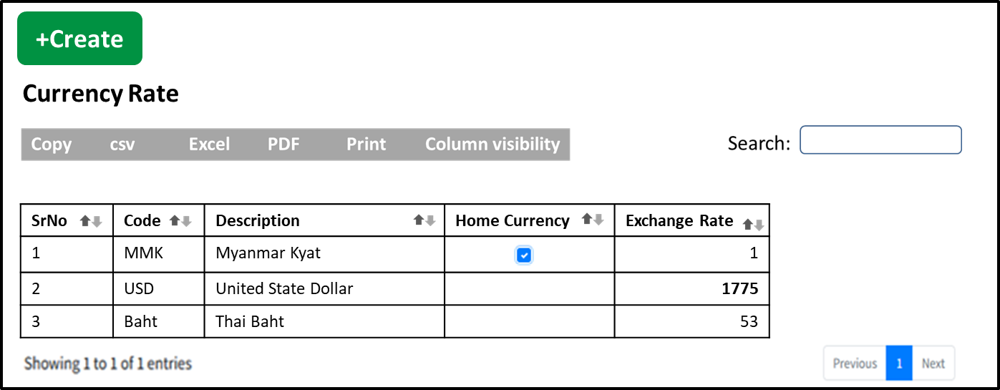 +Create
Currency Rate
Copy csv Excel PDF Print Column visibility Search:
SrNo Code Description Home Currency Exchange Rate
1 MMK Myanmar Kyat 1
2 USD United State Dollar 1775
3 Baht Thai Baht 53
Showing 1 to 1 of 1 entries Previous 1 Next